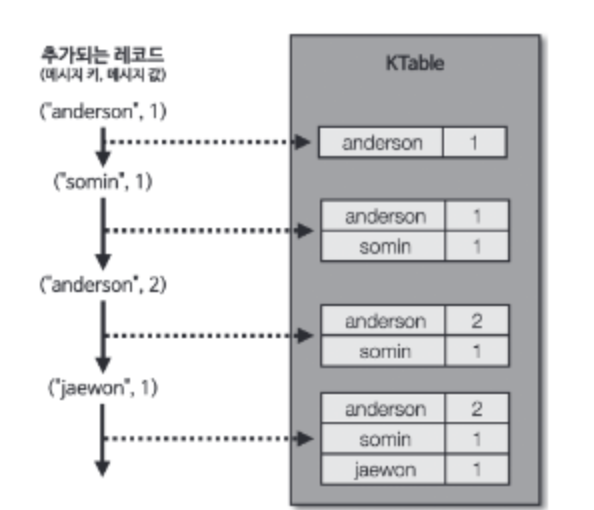 추가되는 레코드
(메시지 키, 메시지 값)
KTable
("anderson", 1)
anderson 1
("somin", 1)
anderson 1
somin 1
("anderson", 2)
anderson 2
somin 1
("jaewon", 1)
anderson 2
somin 1
jaewon 1